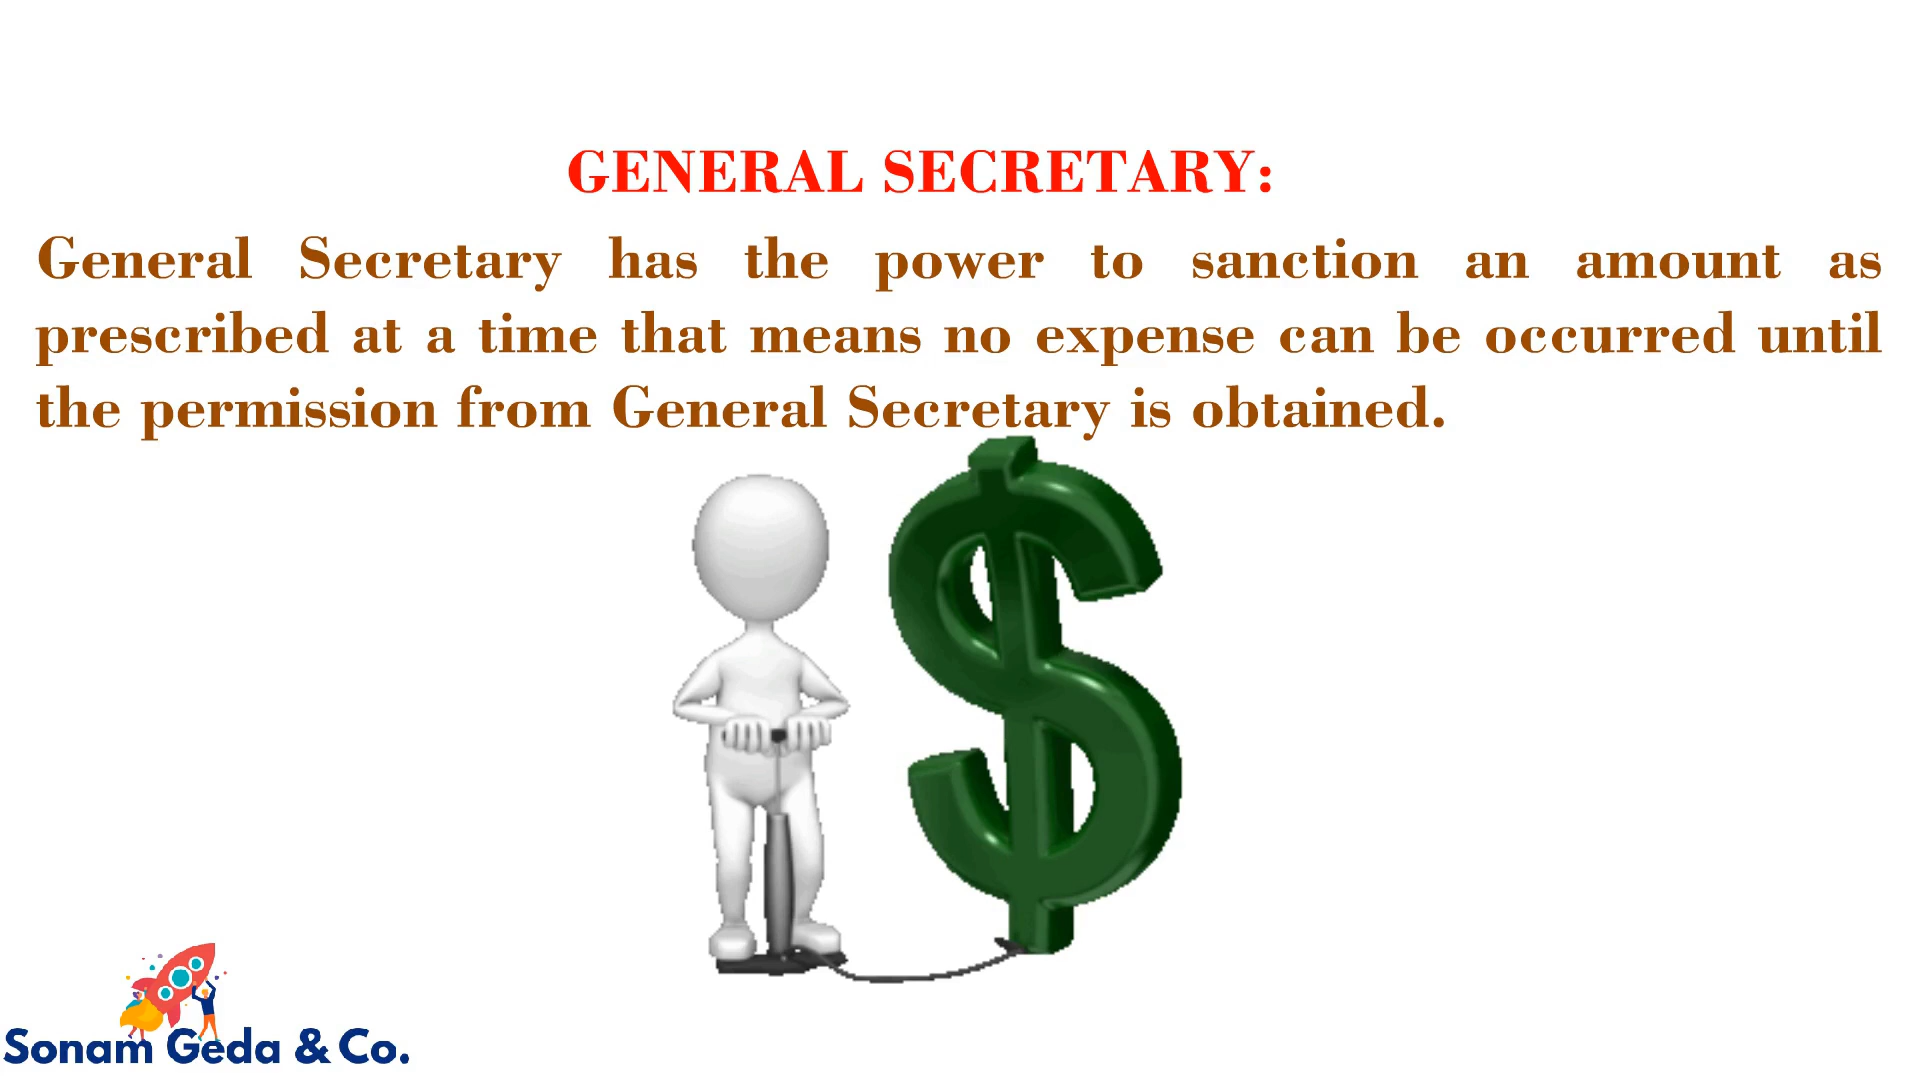 GENERAL SECRETARY:
General Secretary has the power to sanction an amount as
prescribed at a time that means no expense can be occurred until
the permission from General Secretary is obtained.
Sonam Geda & Co.